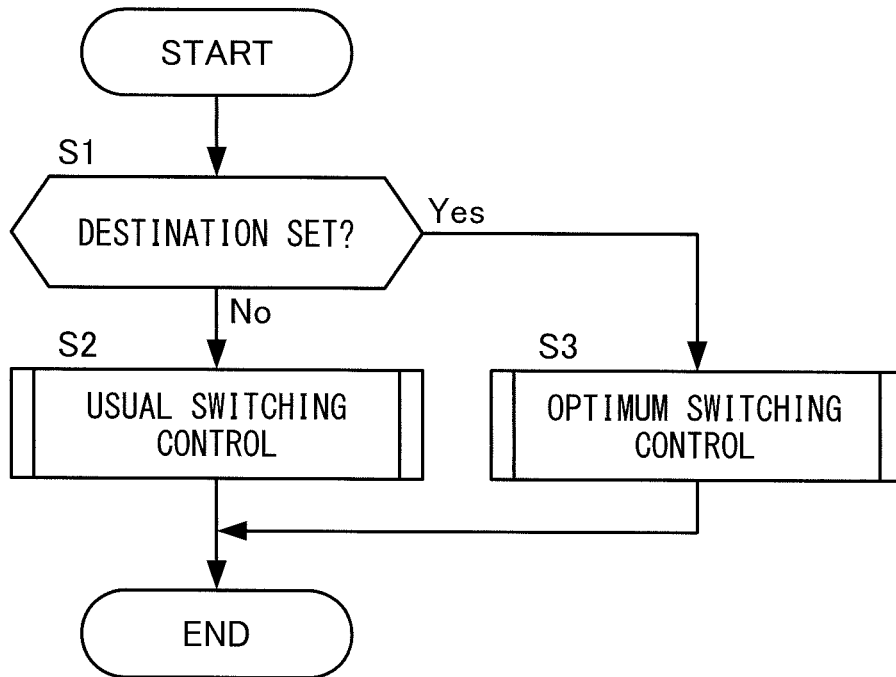 START
S1
DESTINATION SET?
Yes
No
S2
USUAL SWITCHING
CONTROL
S3
OPTIMUM SWITCHING
CONTROL
END